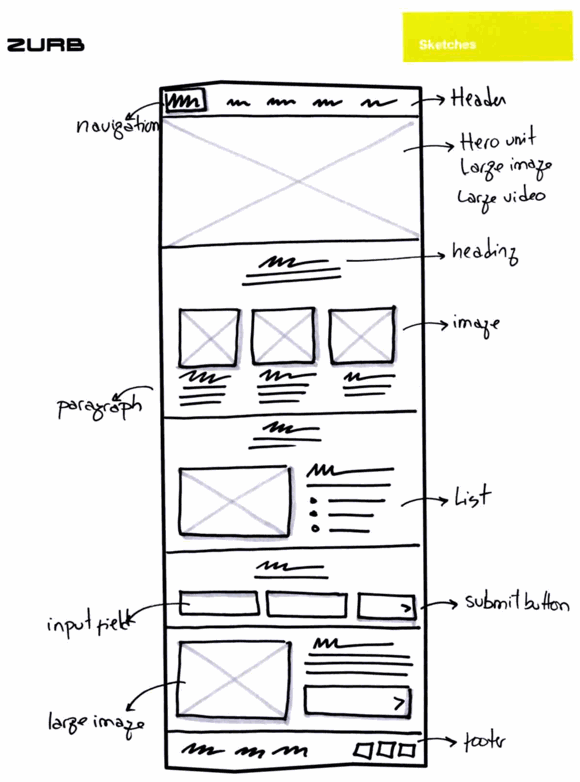 ZURB
Sketches
Header
navigation
Hero unit
Large image
Large video
heading
image
paragraph
List
submit button
input field
large image
footer